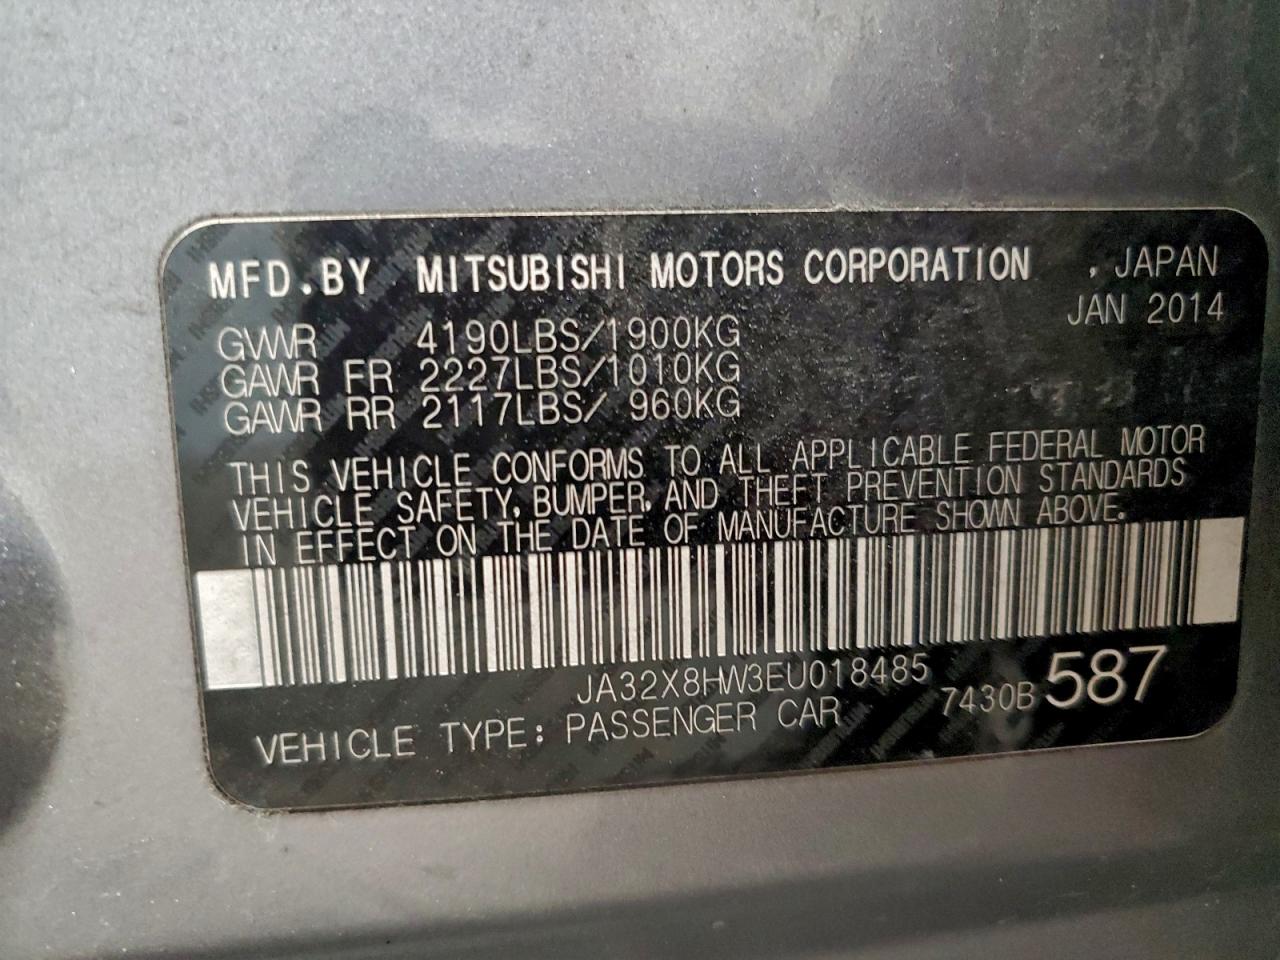 MFD.BY MITSUBISHI MOTORS CORPORATION , JAPAN
JAN 2014
GVWR 4190LBS/1900KG
GAWR FR 2227LBS/1010KG
GAWR RR 2117LBS/ 960KG
THIS VEHICLE CONFORMS TO ALL APPLICABLE FEDERAL MOTOR
VEHICLE SAFETY, BUMPER, AND THEFT PREVENTION STANDARDS
IN EFFECT ON THE DATE OF MANUFACTURE SHOWN ABOVE.
JA32X8HW3EU018485
7430B 587
VEHICLE TYPE: PASSENGER CAR